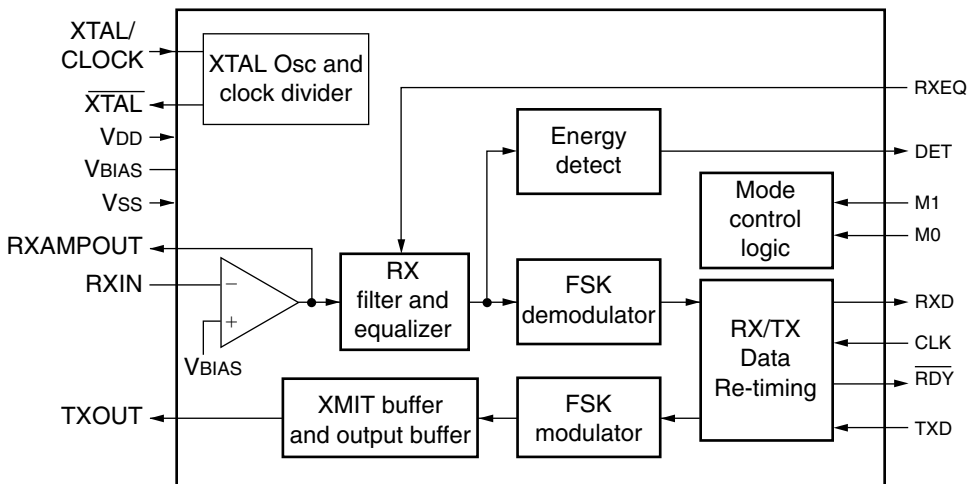 XTAL/
CLOCK
XTAL
VDD
VBIAS
VSS
RXAMPOUT
RXIN
VBIAS
TXOUT
XTAL Osc and
clock divider
−
+
RX
filter and
equalizer
Energy
detect
Mode
control
logic
FSK
demodulator
RX/TX
Data
Re-timing
XMIT buffer
and output buffer
FSK
modulator
RXEQ
DET
M1
M0
RXD
CLK
RDY
TXD